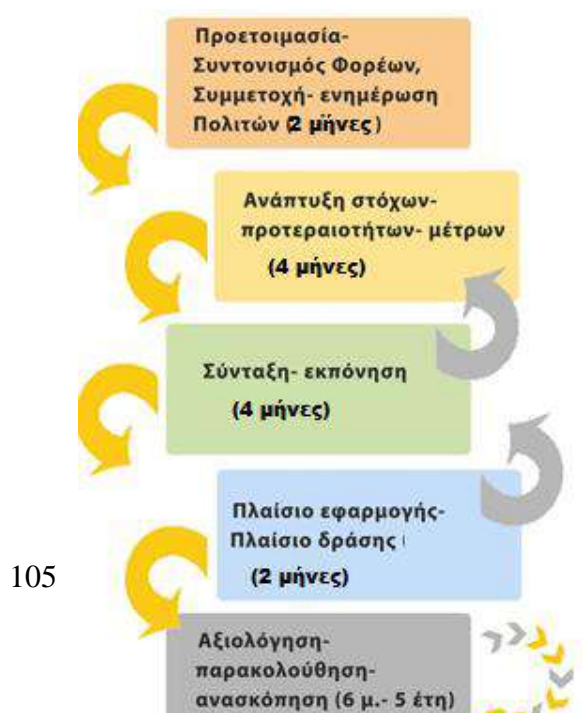 Προετοιμασία-
Συντονισμός Φορέων,
Συμμετοχή- ενημέρωση
Πολιτών (2 μήνες)
Ανάπτυξη στόχων-
προτεραιοτήτων- μέτρων
(4 μήνες)
Σύνταξη- εκπόνηση
(4 μήνες)
Πλαίσιο εφαρμογής-
Πλαίσιο δράσης
(2 μήνες)
105
Αξιολόγηση-
παρακολούθηση-
ανασκόπηση (6 μ.- 5 έτη)